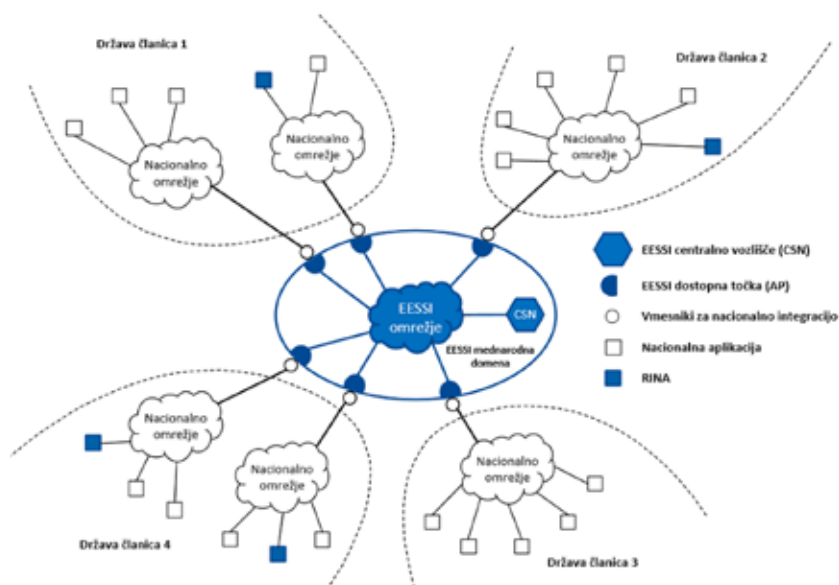 Država članica 1
Država članica 2
Nacionalno
omrežje
Nacionalno
omrežje
Nacionalno
omrežje
EESSI centralno vozlišče (CSN)
EESSI dostopna točka (AP)
Vmesniki za nacionalno integracijo
Nacionalna aplikacija
RINA
EESSI
omrežje
CSN
EESSI mednarodna
domena
Nacionalno
omrežje
Nacionalno
omrežje
Nacionalno
omrežje
Država članica 4
Država članica 3